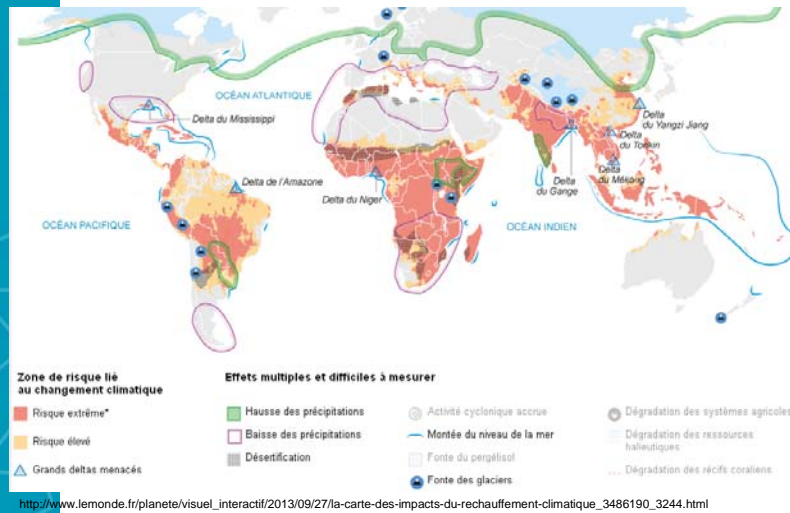 OCÉAN ATLANTIQUE
Delta du Mississippi
Delta de l'Amazone
OCÉAN PACIFIQUE
Delta du Niger
Delta
du Gange
OCÉAN INDIEN
Delta
du Yangzi Jiang
Delta
du Tonkin
Delta
du Mékong
Zone de risque lié
au changement climatique
Risque extrême*
Risque élevé
Grands deltas menacés
Effets multiples et difficiles à mesurer
Hausse des précipitations
Baisse des précipitations
Désertification
Activité cyclonique accrue
Montée du niveau de la mer
Fonte du pergélisol
Fonte des glaciers
Dégradation des systèmes agricoles
Dégradation des ressources
halieutiques
Dégradation des récifs coraliens
http://www.lemonde.fr/planete/visuel_interactif/2013/09/27/la-carte-des-impacts-du-rechauffement-climatique_3486190_3244.html